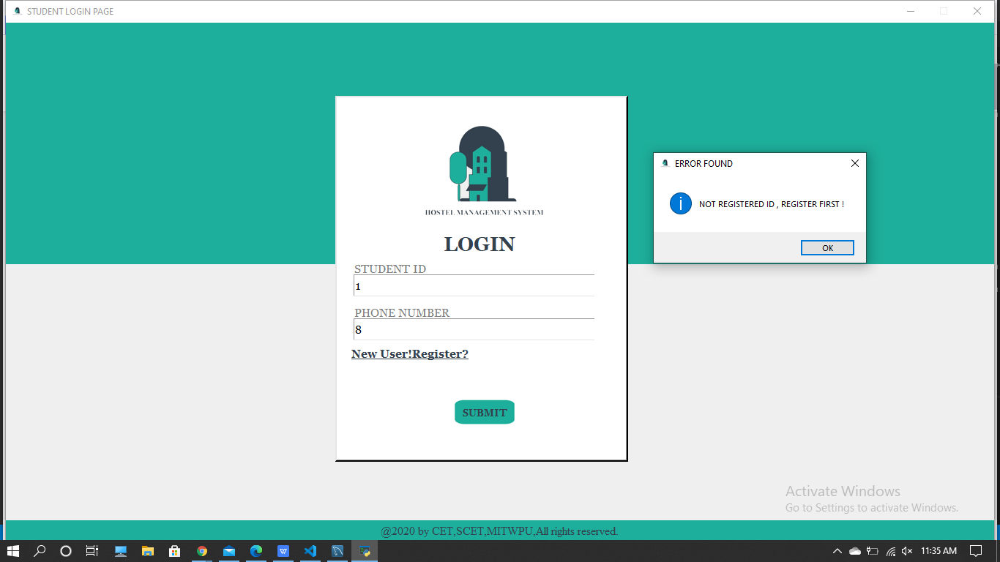 STUDENT LOGIN PAGE
HOSTEL MANAGEMENT SYSTEM
LOGIN
STUDENT ID
1
PHONE NUMBER
8
New User!Register?
SUBMIT
ERROR FOUND
NOT REGISTERED ID , REGISTER FIRST !
OK
Activate Windows
Go to Settings to activate Windows.
@2020 by CET,SCET,MITWPU,All rights reserved.
11:35 AM